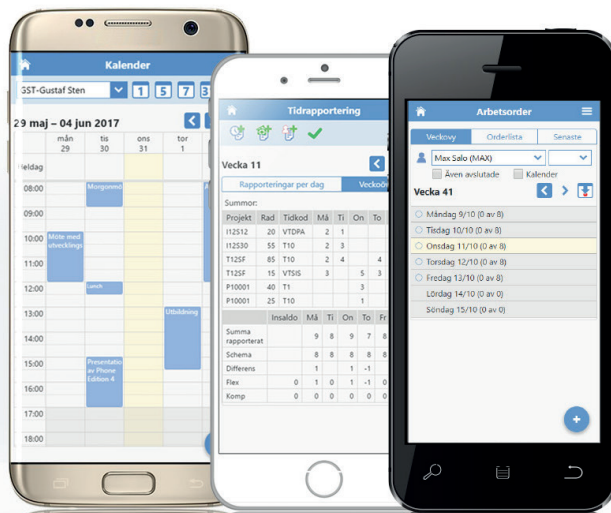 Kalender
GST-Gustaf Sten
1 5 7
29 maj – 04 jun 2017
mån tis ons tor
29 30 31 1
Heldag
08:00
Morgonmö
09:00
10:00
Möte med
utvecklings
11:00
12:00
Lunch
13:00
Utbildning
14:00
15:00
Presentatio
av Phone
Edition 4
16:00
17:00
18:00
Tidrapportering
Vecka 11
Rapporteringar per dag
Summor:
Projekt Rad Tidkod Må Ti On To
I12S12 20 VTDPA 2 1
I12S30 55 T10 2 3
T12SF 85 T10 2 4 4
T12SF 15 VTSIS 3 5 3
P10001 40 T1 3
P10001 25 T10 1
Insaldo Må Ti On To Fr
Summa
rapporterat 9 8 9 7 8
Schema 8 8 8 8 8
Differens 1 1 -1
Flex 0 1 0 1 -1 0
Komp 0 0 0 0 0 0
Arbetsorder
Veckovy Orderlista Senaste
Max Salo (MAX)
Även avslutade Kalender
Vecka 41
Måndag 9/10 (0 av 8)
Tisdag 10/10 (0 av 8)
Onsdag 11/10 (0 av 8)
Torsdag 12/10 (0 av 8)
Fredag 13/10 (0 av 8)
Lördag 14/10 (0 av 0)
Söndag 15/10 (0 av 0)